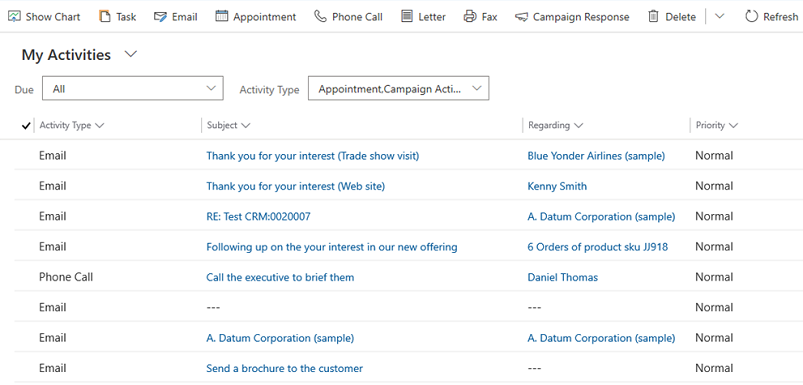 Show Chart Task Email Appointment Phone Call Letter Fax Campaign Response Delete Refresh
My Activities
Due All Activity Type Appointment,Campaign Acti...
Activity Type Subject Regarding Priority
Email Thank you for your interest (Trade show visit) Blue Yonder Airlines (sample) Normal
Email Thank you for your interest (Web site) Kenny Smith Normal
Email RE: Test CRM:0020007 A. Datum Corporation (sample) Normal
Email Following up on the your interest in our new offering 6 Orders of product sku JJ918 Normal
Phone Call Call the executive to brief them Daniel Thomas Normal
Email --- --- Normal
Email A. Datum Corporation (sample) A. Datum Corporation (sample) Normal
Email Send a brochure to the customer --- Normal